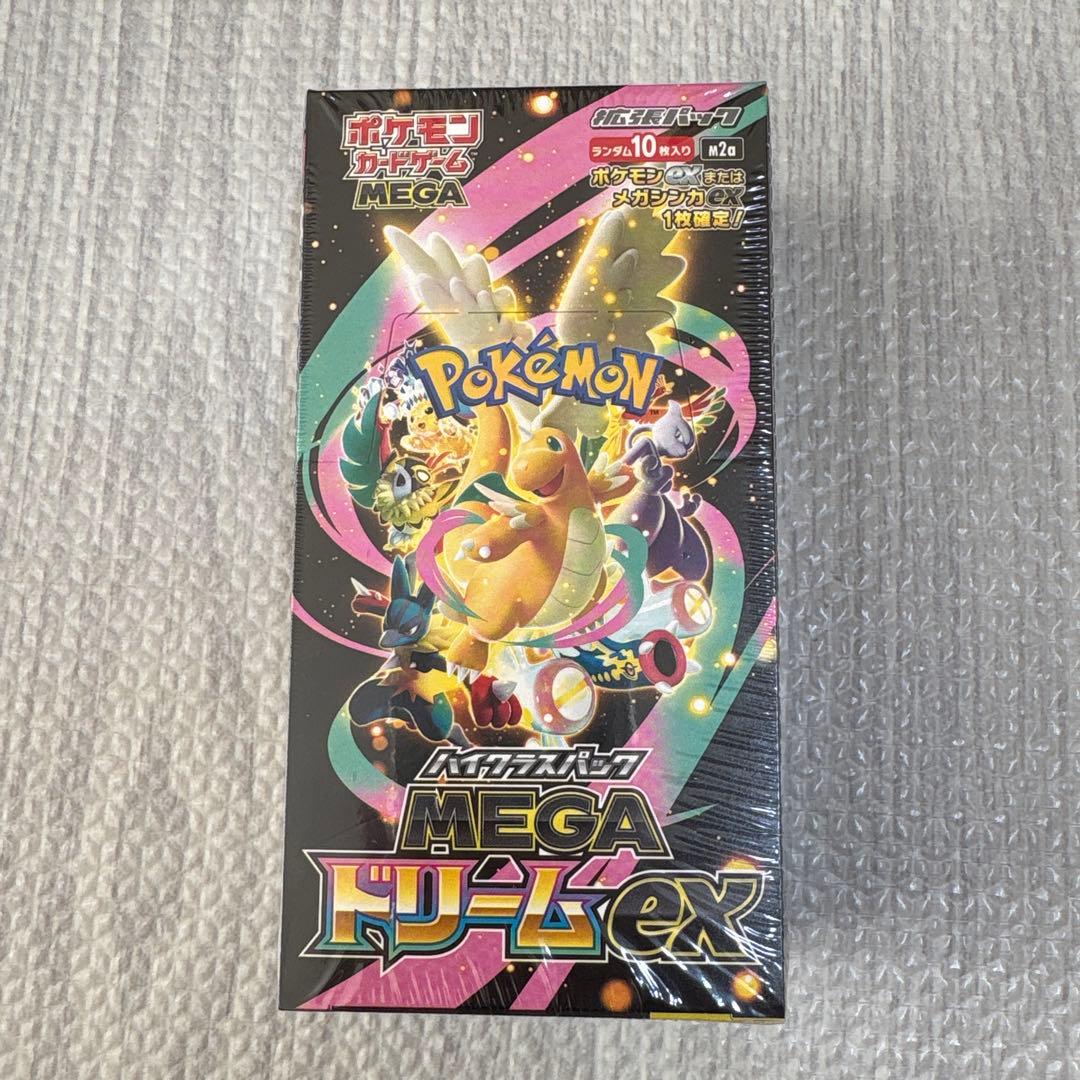 ポケモン
カードゲーム
MEGA
拡張パック
ランダム10枚入り M2a
ポケモンexまたは
メガシンカex
1枚確定!
POKéMON
TM
ハイクラスパック
MEGA
ドリームex